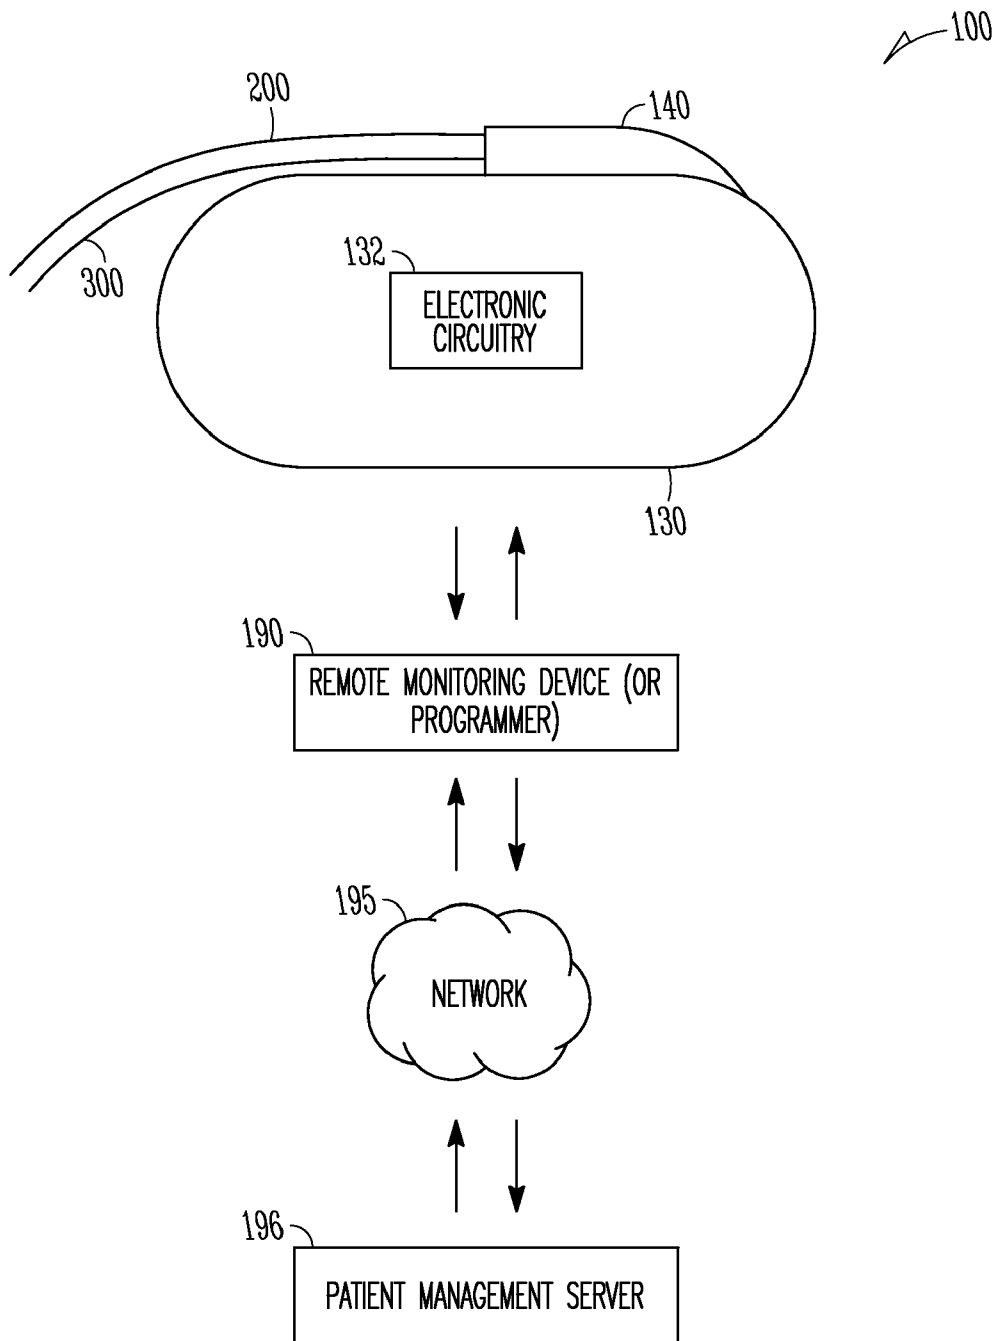 100
200
140
300
132
ELECTRONIC
CIRCUITRY
130
190
REMOTE MONITORING DEVICE (OR
PROGRAMMER)
195
NETWORK
196
PATIENT MANAGEMENT SERVER